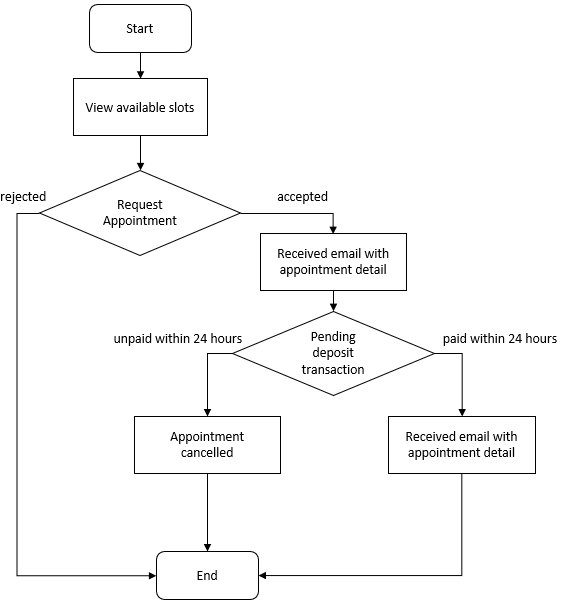 Start
View available slots
rejected
Request
Appointment
accepted
Received email with
appointment detail
unpaid within 24 hours
Pending
deposit
transaction
paid within 24 hours
Appointment
cancelled
Received email with
appointment detail
End